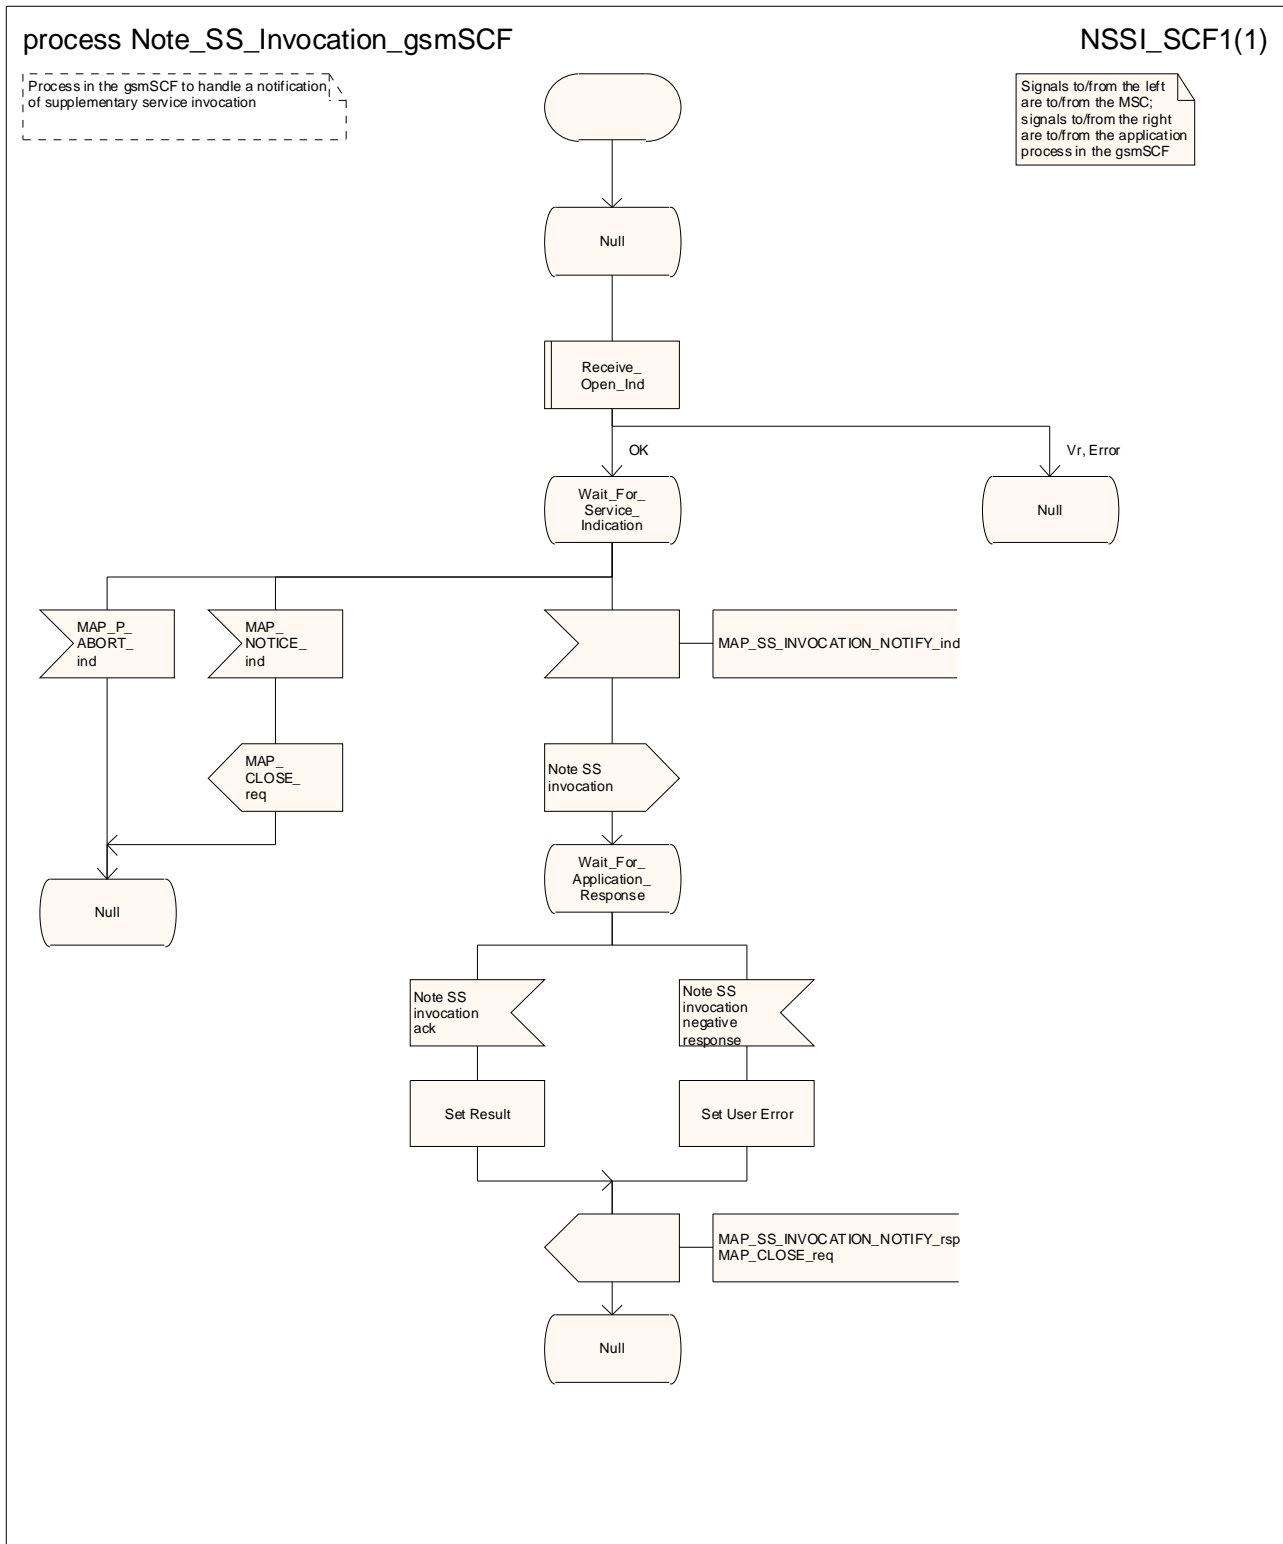 process Note_SS_Invocation_gsmSCF
NSSI_SCF1(1)
Process in the gsmSCF to handle a notification
of supplementary service invocation
Signals to/from the left
are to/from the MSC;
signals to/from the right
are to/from the application
process in the gsmSCF
Null
Receive_
Open_Ind
OK
Vr, Error
Wait_For_
Service_
Indication
Null
MAP_P_
ABORT_
ind
MAP_
NOTICE_
ind
MAP_SS_INVOCATION_NOTIFY_ind
MAP_
CLOSE_
req
Note SS
invocation
Wait_For_
Application_
Response
Null
Note SS
invocation
ack
Note SS
invocation
negative
response
Set Result
Set User Error
MAP_SS_INVOCATION_NOTIFY_rsp
MAP_CLOSE_req
Null